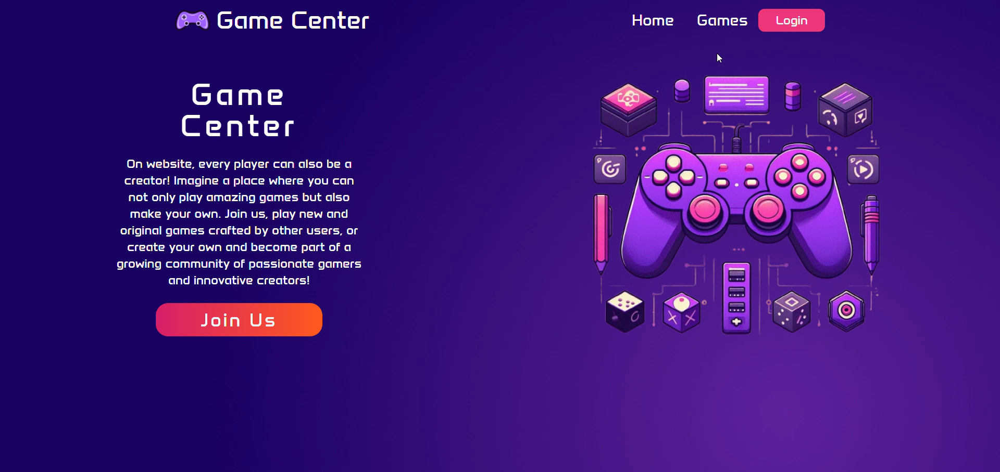 Game Center
Home Games Login
Game
Center
On website, every player can also be a
creator! Imagine a place where you can
not only play amazing games but also
make your own. Join us, play new and
original games crafted by other users, or
create your own and become part of a
growing community of passionate gamers
and innovative creators!
Join Us